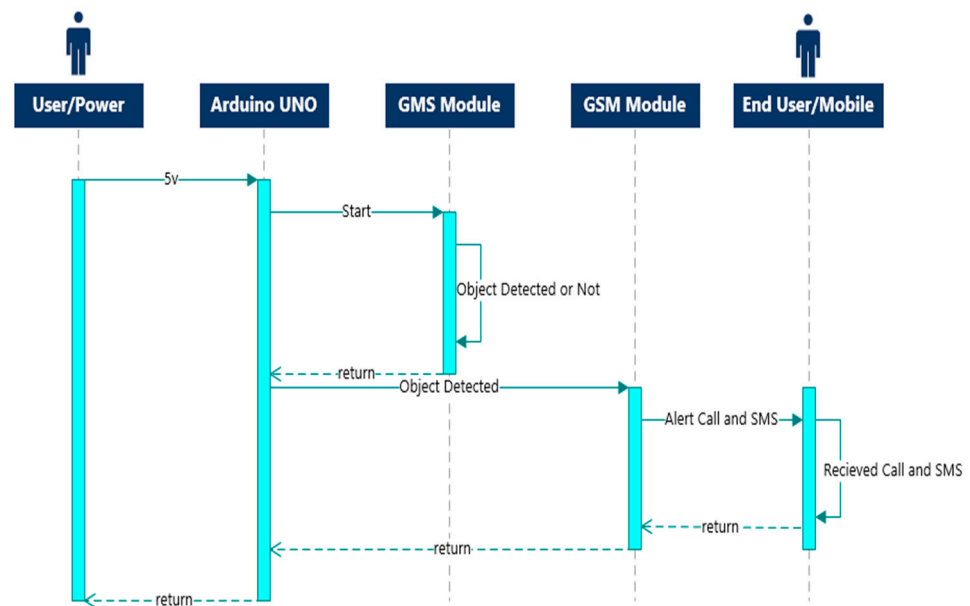 User/Power
Arduino UNO
GMS Module
GSM Module
End User/Mobile
5v
Start
Object Detected or Not
return
Object Detected
Alert Call and SMS
Recieved Call and SMS
return
return
return